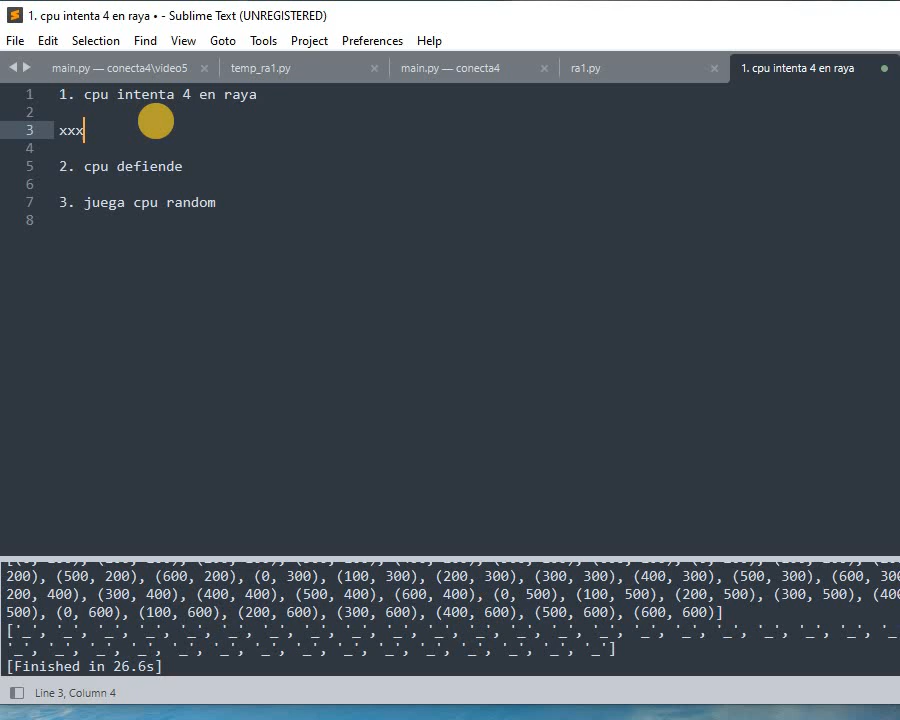 1. cpu intenta 4 en raya • - Sublime Text (UNREGISTERED)
File Edit Selection Find View Goto Tools Project Preferences Help
main.py — conecta4\video5 × temp_ra1.py × main.py — conecta4 × ra1.py × 1. cpu intenta 4 en raya
1 1. cpu intenta 4 en raya
2
3 xxx
4
5 2. cpu defiende
6
7 3. juega cpu random
8
200), (500, 200), (600, 200), (0, 300), (100, 300), (200, 300), (300, 300), (400, 300), (500, 300), (600, 300
200, 400), (300, 400), (400, 400), (500, 400), (600, 400), (0, 500), (100, 500), (200, 500), (300, 500), (400
500), (0, 600), (100, 600), (200, 600), (300, 600), (400, 600), (500, 600), (600, 600)]
['_', '_', '_', '_', '_', '_', '_', '_', '_', '_', '_', '_', '_', '_', '_', '_', '_', '_', '_', '_', '_', '_
'_', '_', '_', '_', '_', '_', '_', '_', '_', '_', '_', '_', '_', '_', '_']
[Finished in 26.6s]
Line 3, Column 4